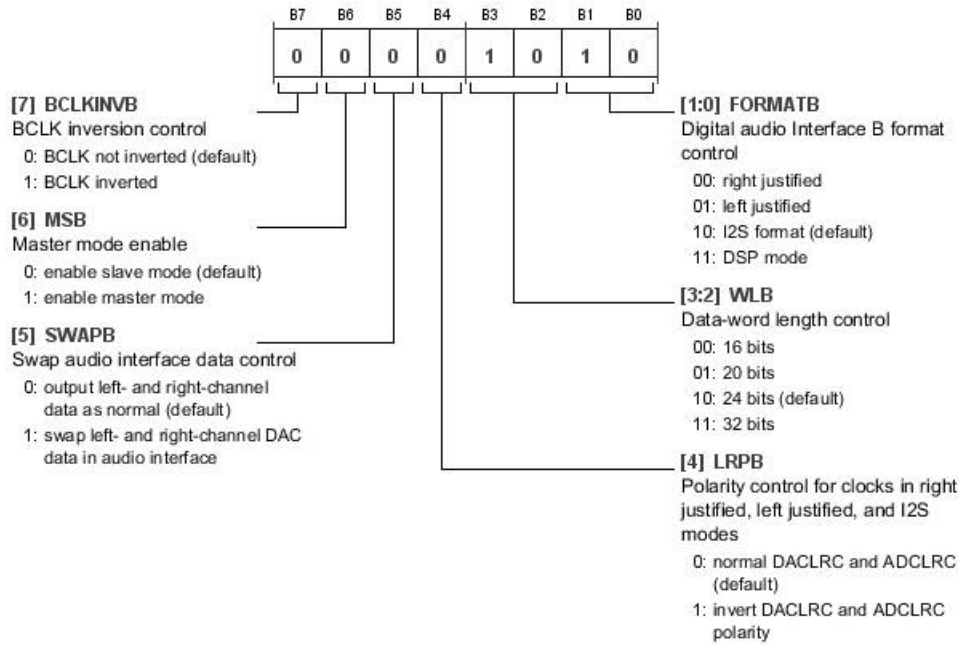 B7 B6 B5 B4 B3 B2 B1 B0
0 0 0 0 1 0 1 0
[7] BCLKINVB
BCLK inversion control
0: BCLK not inverted (default)
1: BCLK inverted
[6] MSB
Master mode enable
0: enable slave mode (default)
1: enable master mode
[5] SWAPB
Swap audio interface data control
0: output left- and right-channel
data as normal (default)
1: swap left- and right-channel DAC
data in audio interface
[1:0] FORMATB
Digital audio Interface B format
control
00: right justified
01: left justified
10: I2S format (default)
11: DSP mode
[3:2] WLB
Data-word length control
00: 16 bits
01: 20 bits
10: 24 bits (default)
11: 32 bits
[4] LRPB
Polarity control for clocks in right
justified, left justified, and I2S
modes
0: normal DACLRC and ADCLRC
(default)
1: invert DACLRC and ADCLRC
polarity